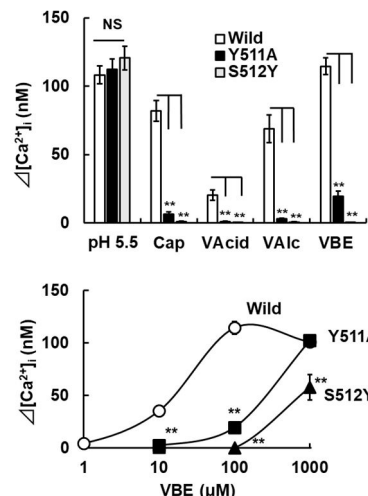 150
100
50
0
Δ[Ca²⁺]ᵢ (nM)
NS
Wild
Y511A
S512Y
**
**
**
**
**
**
**
**
pH 5.5 Cap VAcid VAlc VBE
150
100
50
0
Δ[Ca²⁺]ᵢ (nM)
Wild
Y511A
S512Y
**
**
**
**
1 10 100 1000
VBE (µM)